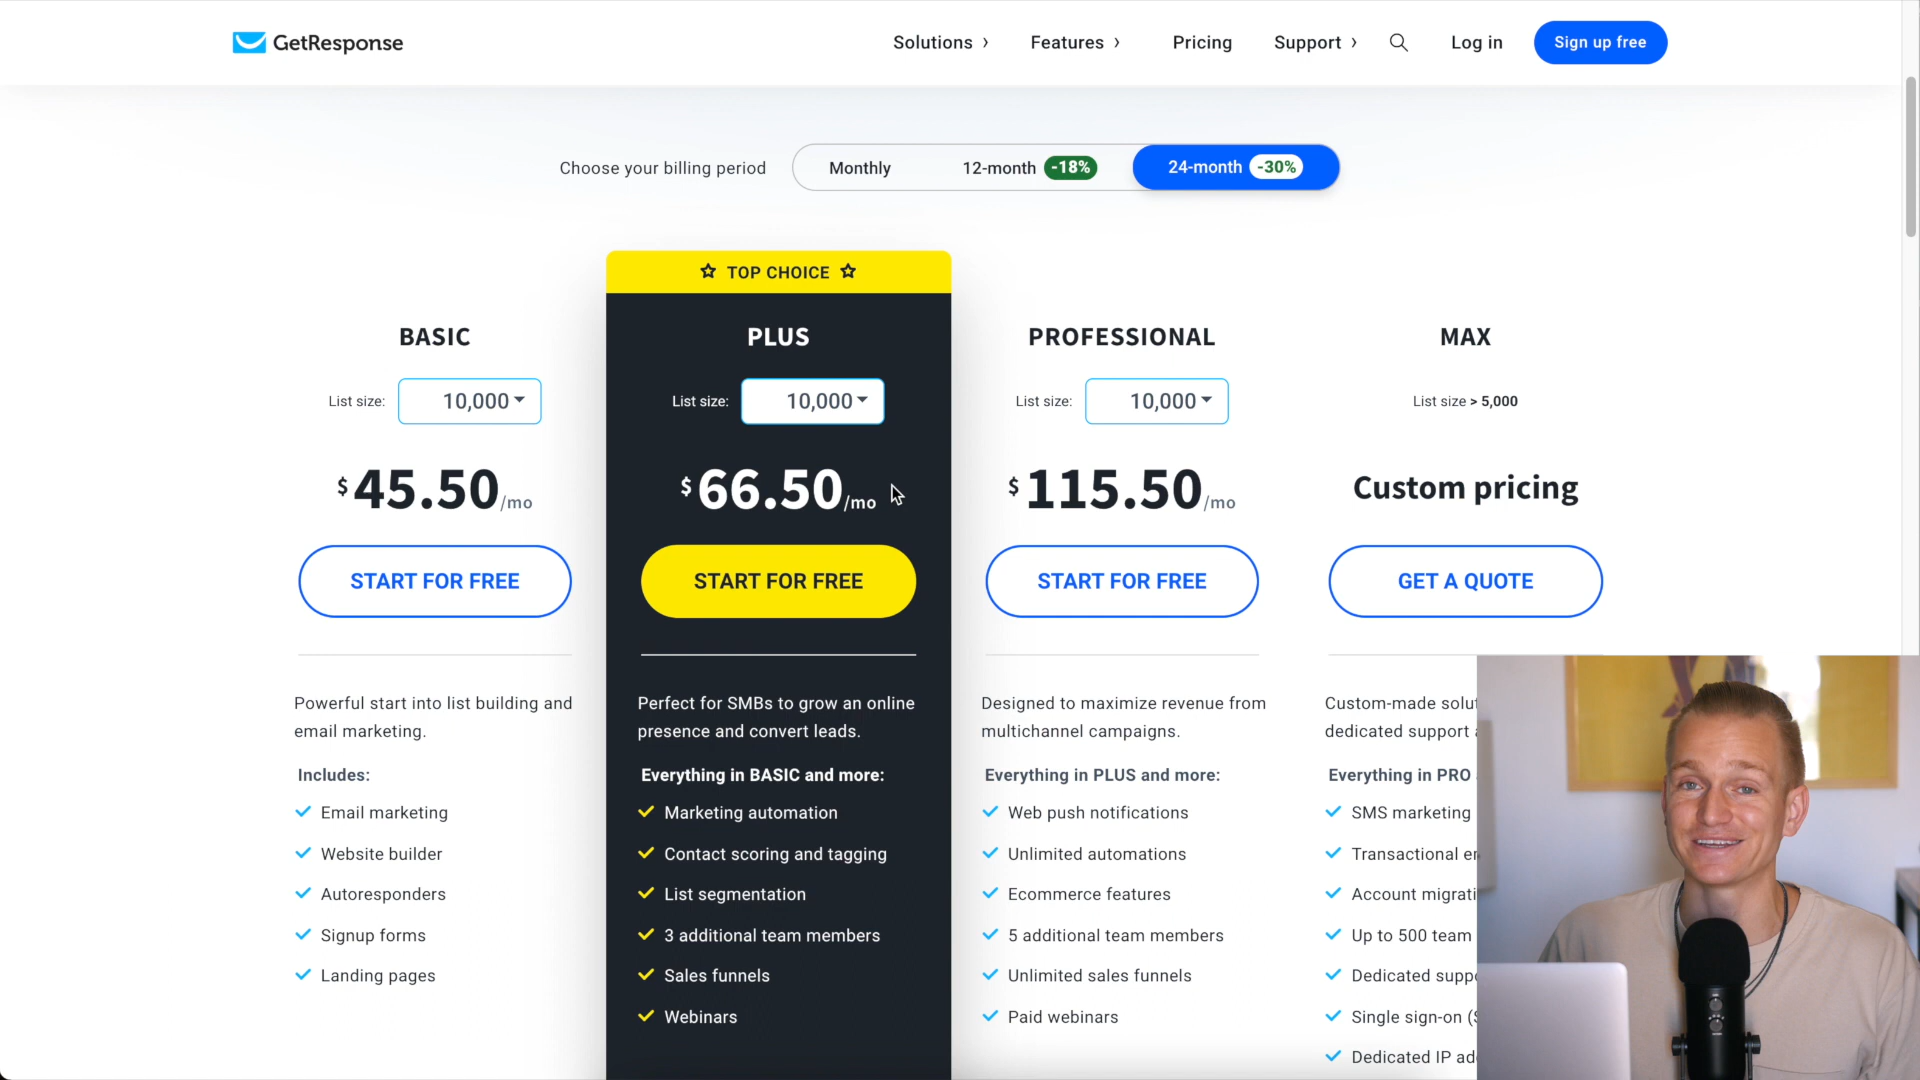 GetResponse
Solutions
Features
Pricing
Support
Log in
Sign up free
Choose your billing period
Monthly
12-month -18%
24-month -30%
TOP CHOICE
BASIC
List size: 10,000
$45.50/mo
START FOR FREE
Powerful start into list building and
email marketing.
Includes:
Email marketing
Website builder
Autoresponders
Signup forms
Landing pages
PLUS
List size: 10,000
$66.50/mo
START FOR FREE
Perfect for SMBs to grow an online
presence and convert leads.
Everything in BASIC and more:
Marketing automation
Contact scoring and tagging
List segmentation
3 additional team members
Sales funnels
Webinars
PROFESSIONAL
List size: 10,000
$115.50/mo
START FOR FREE
Designed to maximize revenue from
multichannel campaigns.
Everything in PLUS and more:
Web push notifications
Unlimited automations
Ecommerce features
5 additional team members
Unlimited sales funnels
Paid webinars
MAX
List size > 5,000
Custom pricing
GET A QUOTE
Custom-made
dedicated support
Everything in PRO
SMS marketing
Transactional
Account
Up to 500 team
Dedicated
Single sign-on
Dedicated IP